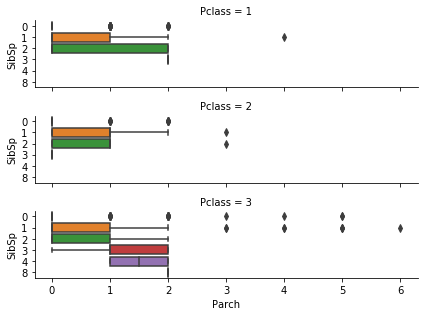 Pclass = 1
SibSp
0
1
2
3
4
8
Pclass = 2
SibSp
0
1
2
3
4
8
Pclass = 3
SibSp
0
1
2
3
4
8
0 1 2 3 4 5 6
Parch